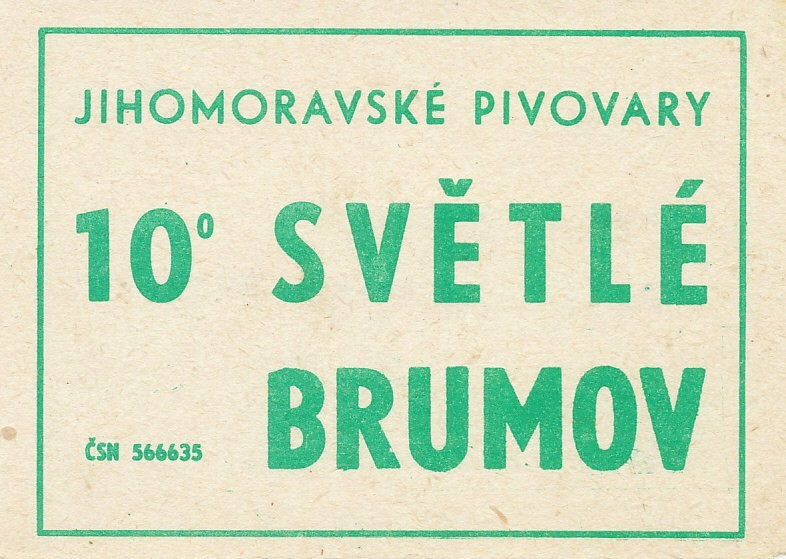 JIHOMORAVSKÉ PIVOVARY
10° SVĚTLÉ
BRUMOV
ČSN 566635